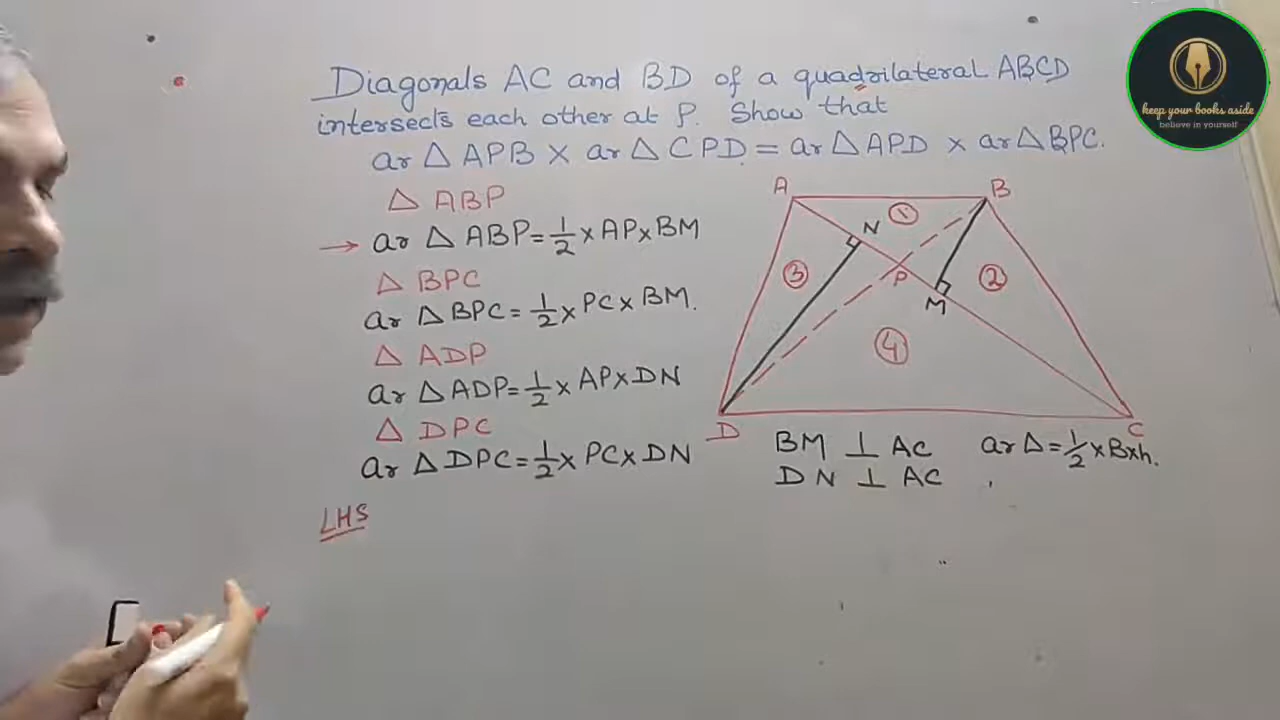 Diagonals AC and BD of a quadrilateral ABCD
intersects each other at P. Show that
ar △ APB × ar △ CPD = ar △ APD × ar △ BPC.
△ ABP
→ ar △ ABP = 1/2 × AP × BM
△ BPC
ar △ BPC = 1/2 × PC × BM.
△ ADP
ar △ ADP = 1/2 × AP × DN
△ DPC
ar △ DPC = 1/2 × PC × DN
LHS
A
B
①
N
③
P
②
M
④
D
C
BM ⊥ AC
DN ⊥ AC
ar △ = 1/2 × B×h.
keep your books aside
believe in yourself